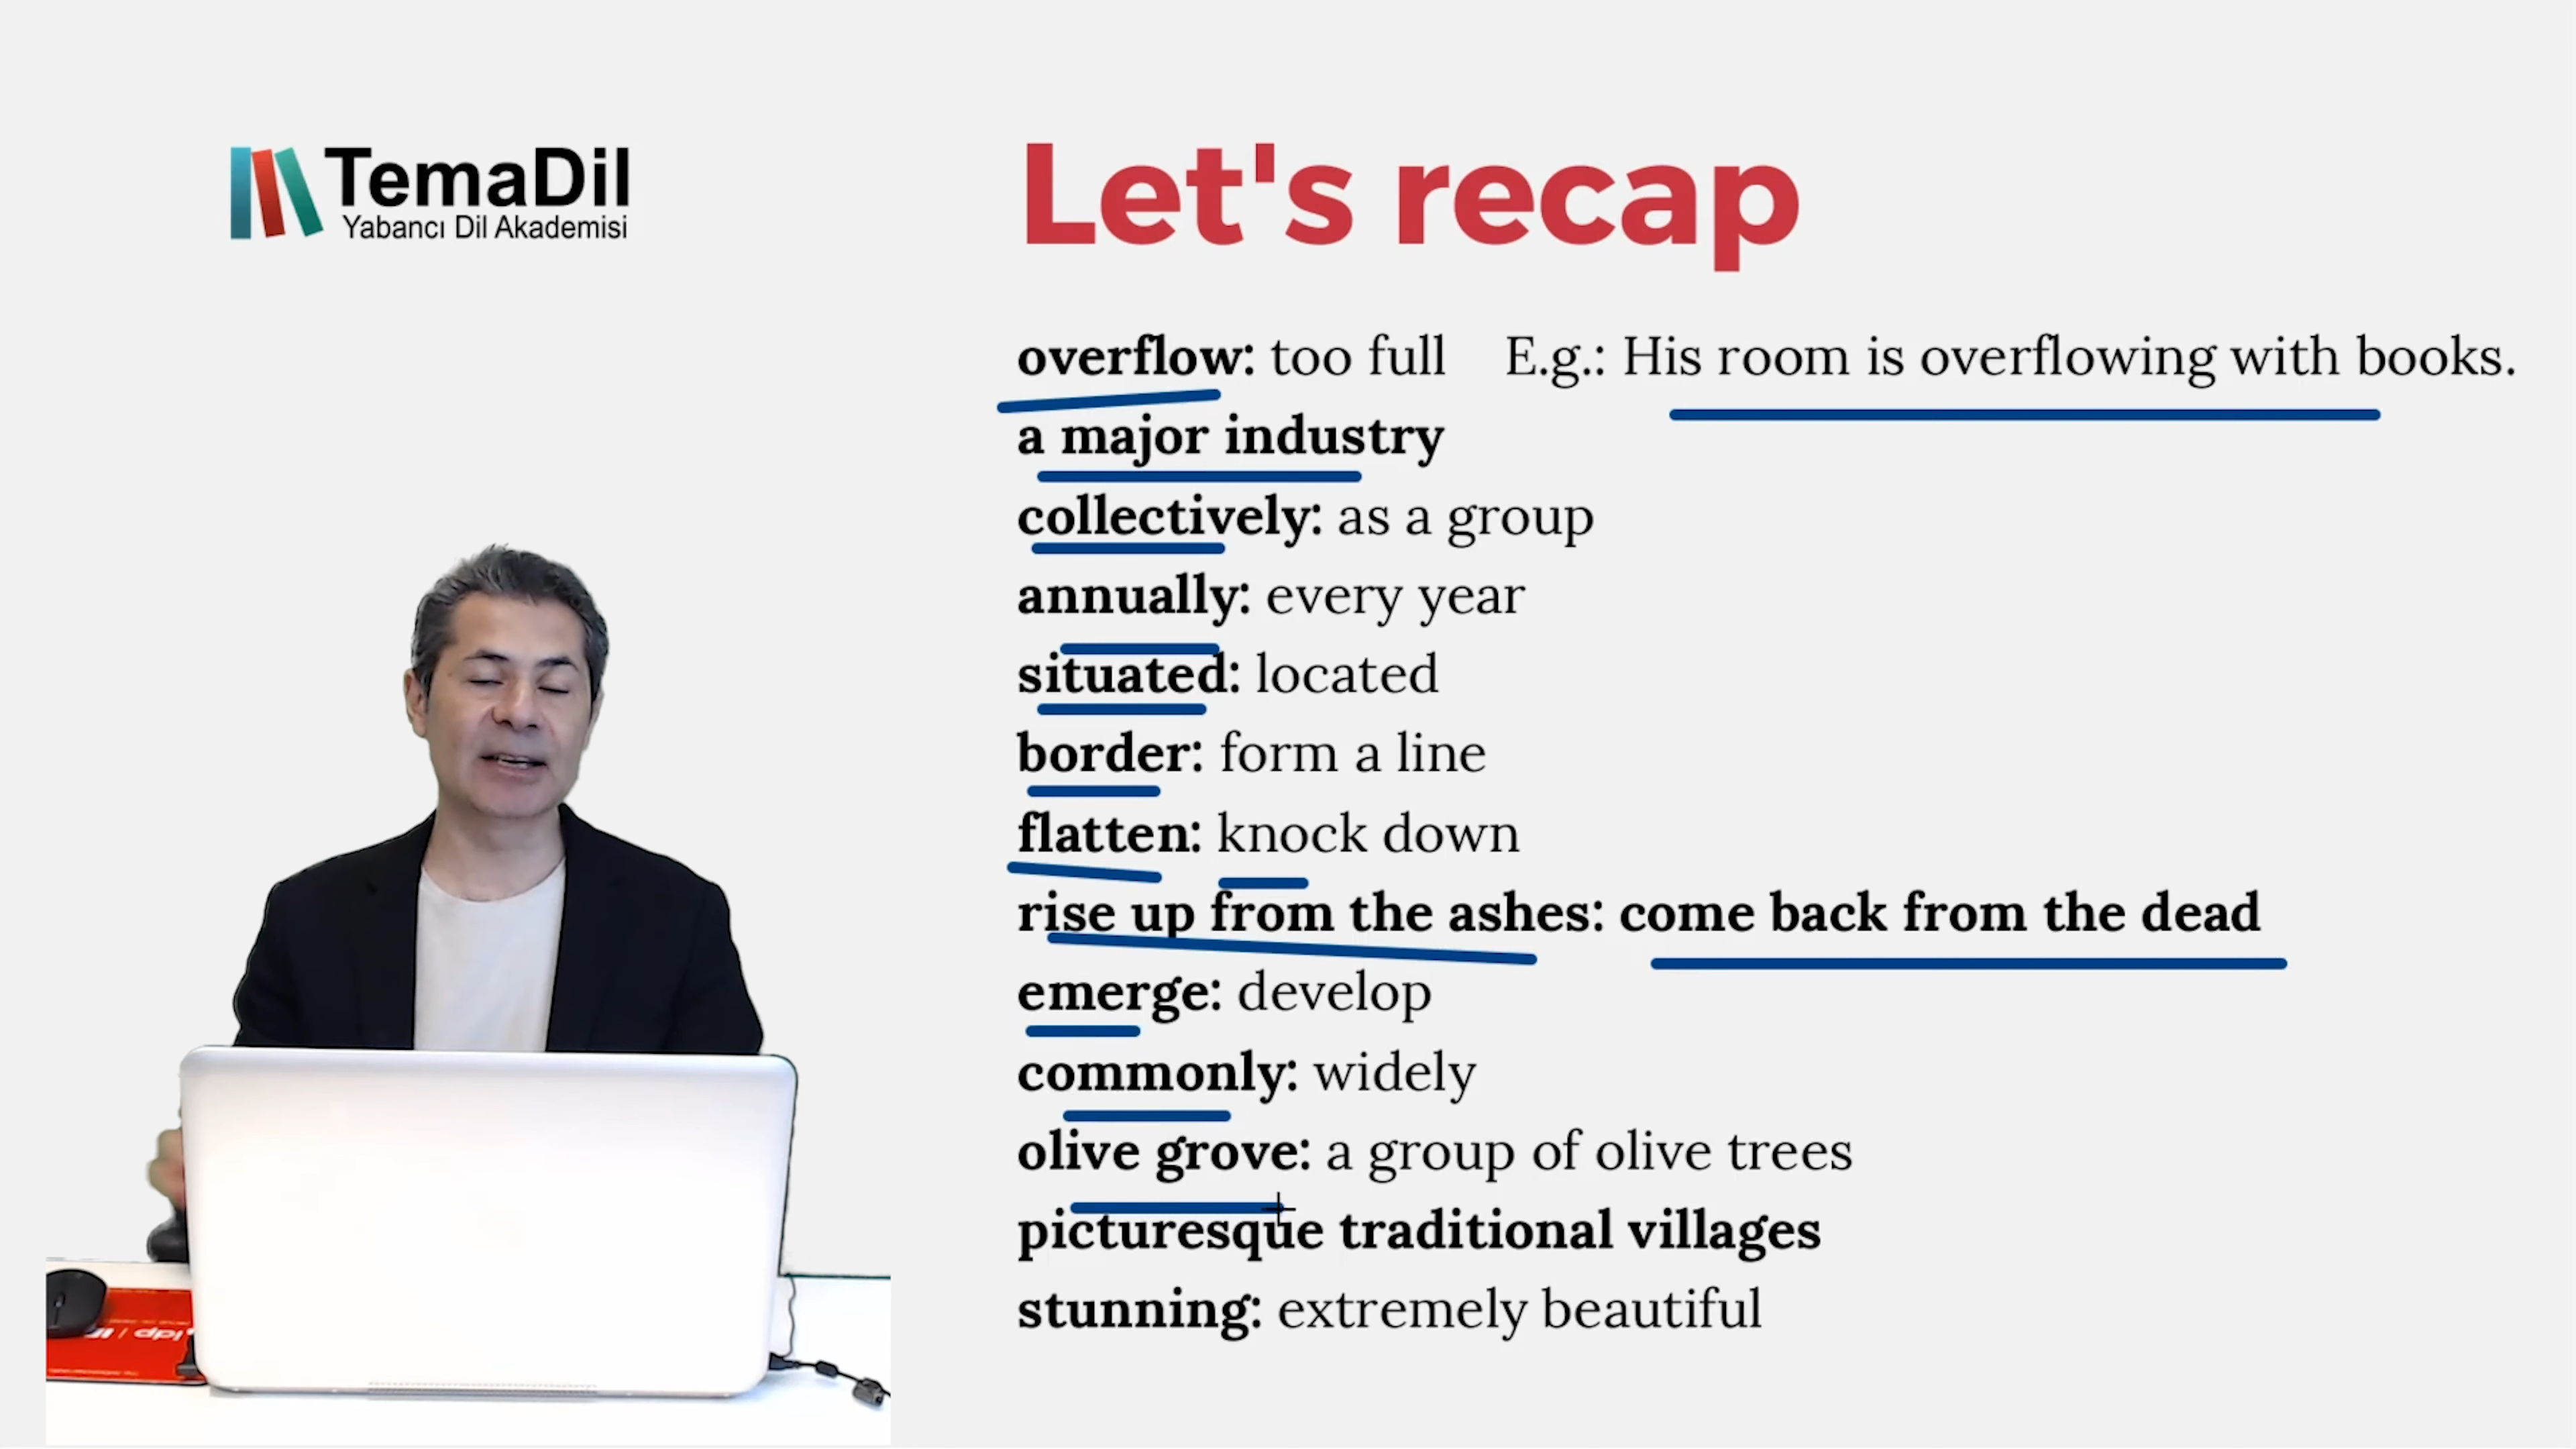 TemaDil
Yabancı Dil Akademisi
Let's recap
overflow: too full E.g.: His room is overflowing with books.
a major industry
collectively: as a group
annually: every year
situated: located
border: form a line
flatten: knock down
rise up from the ashes: come back from the dead
emerge: develop
commonly: widely
olive grove: a group of olive trees
picturesque traditional villages
stunning: extremely beautiful
idp